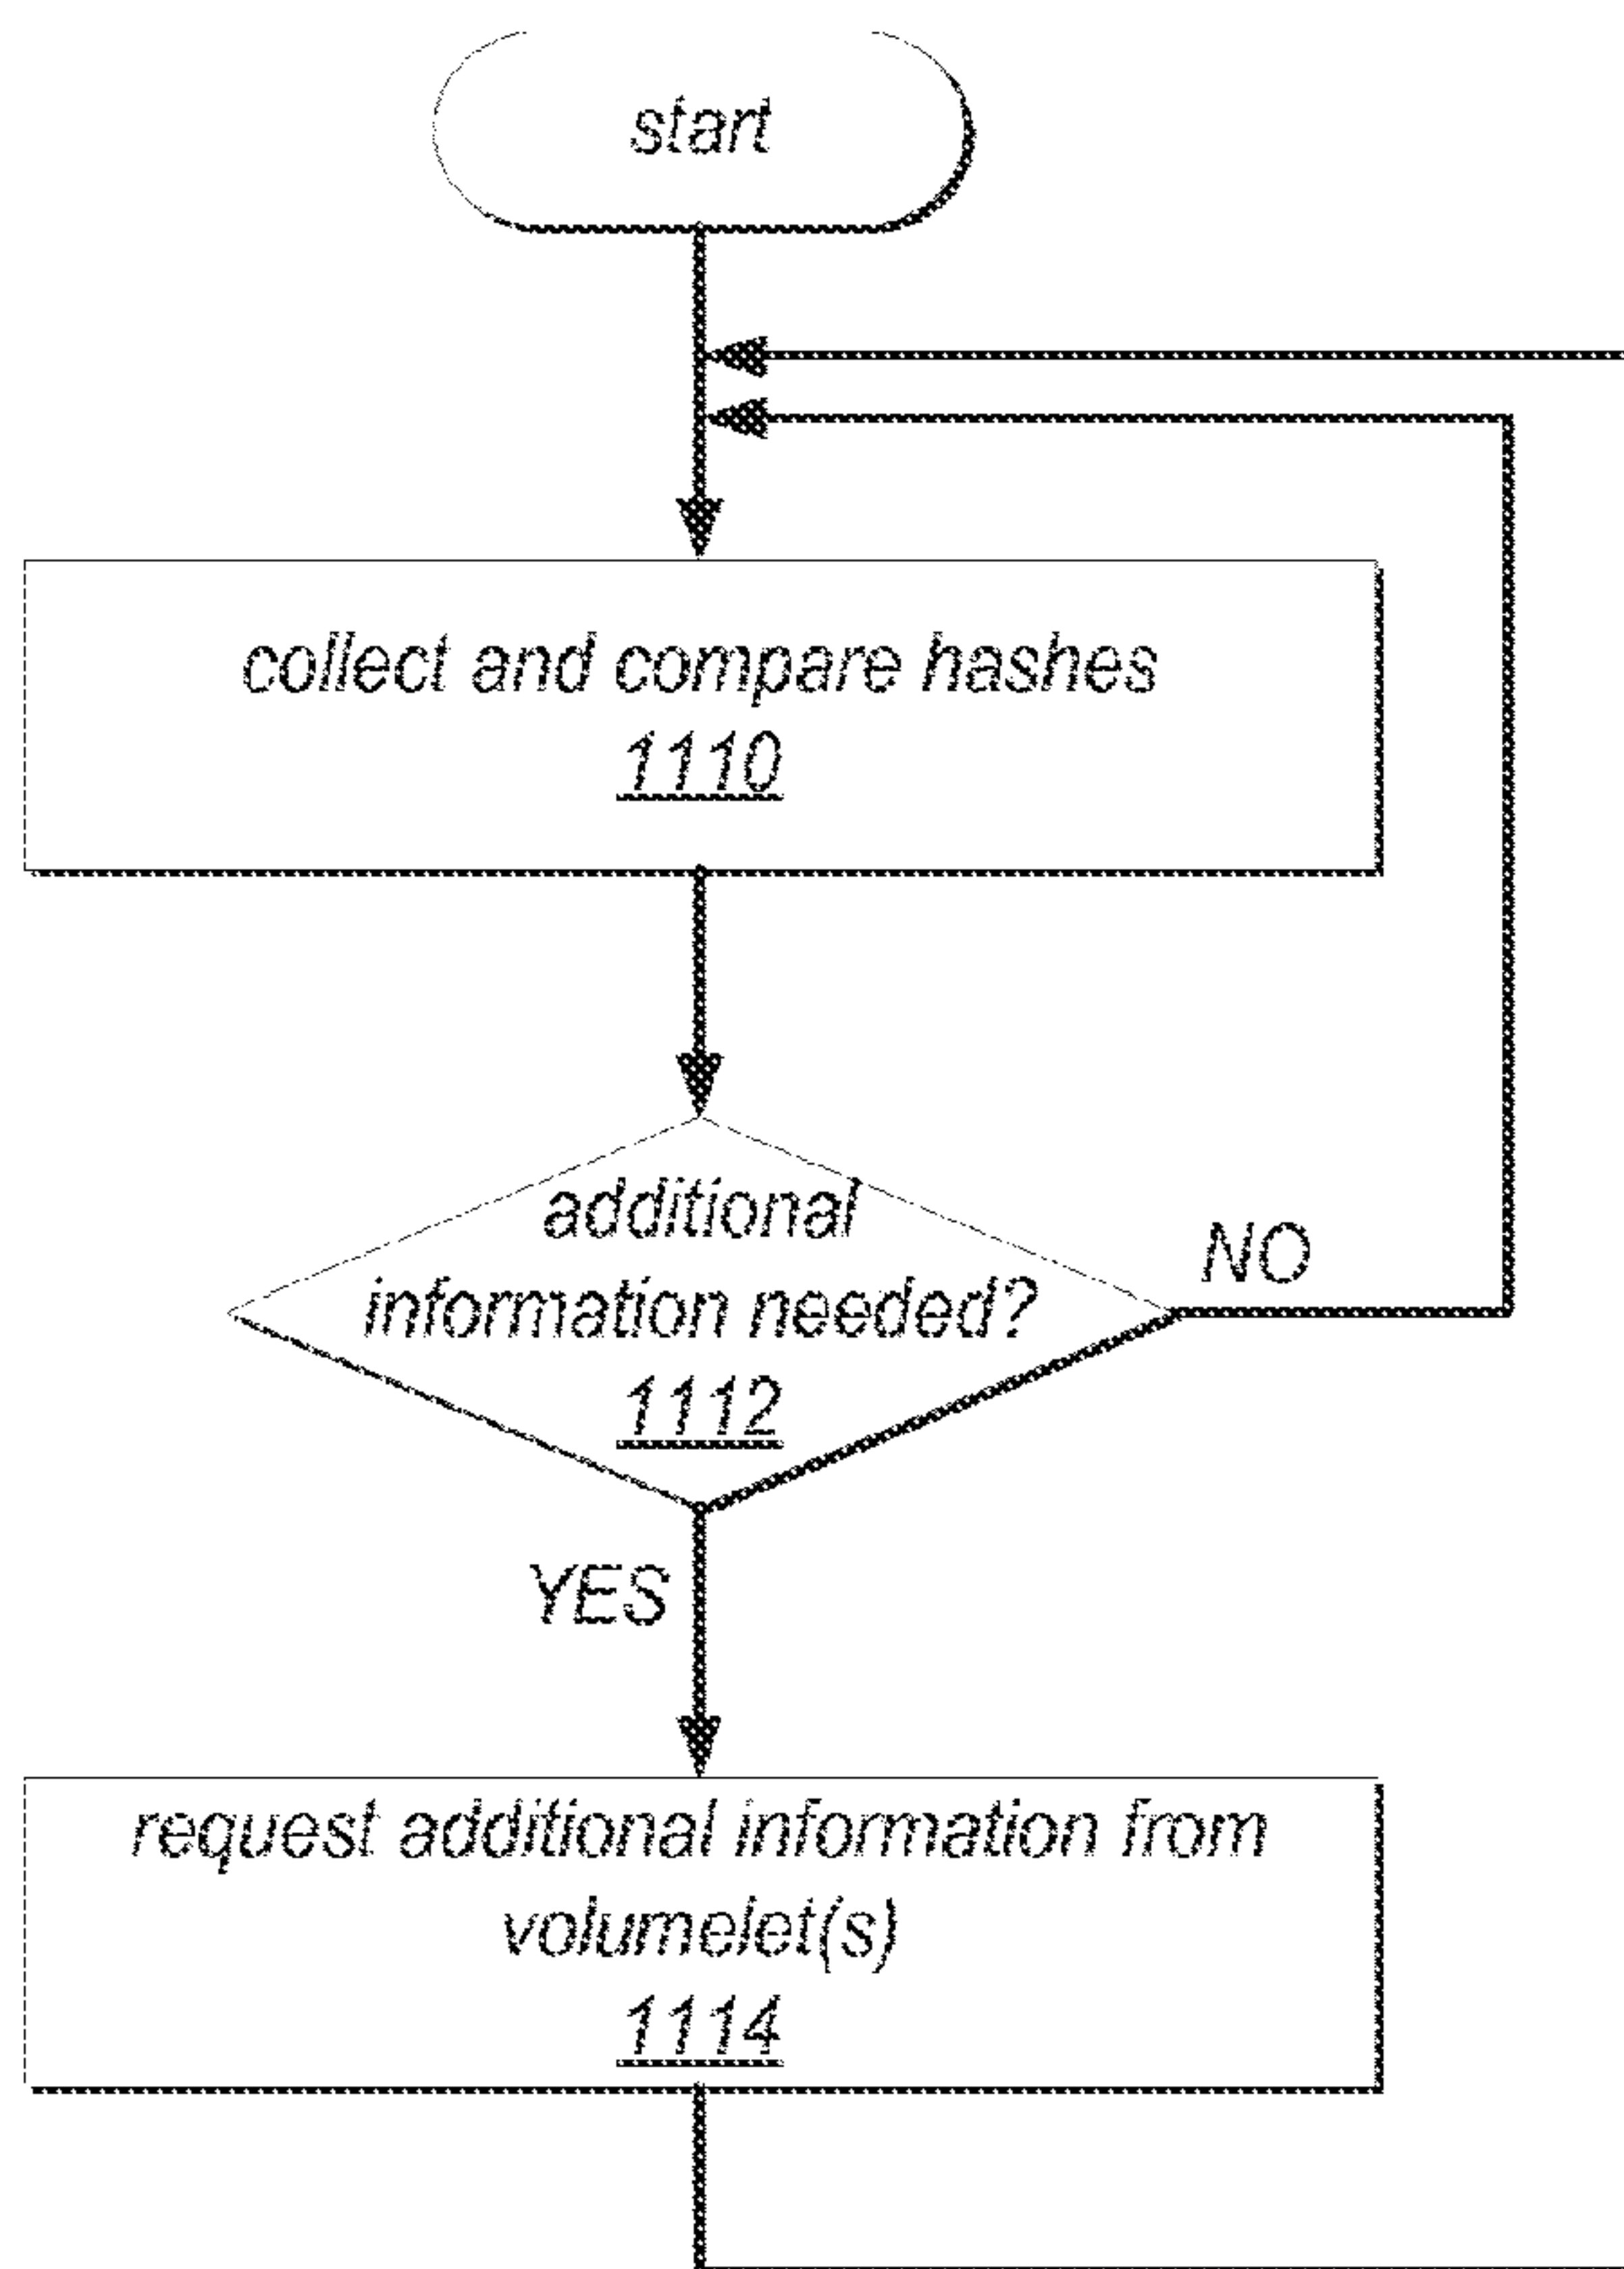 start
collect and compare hashes
1110
additional
information needed?
1112
NO
YES
request additional information from
volumelet(s)
1114